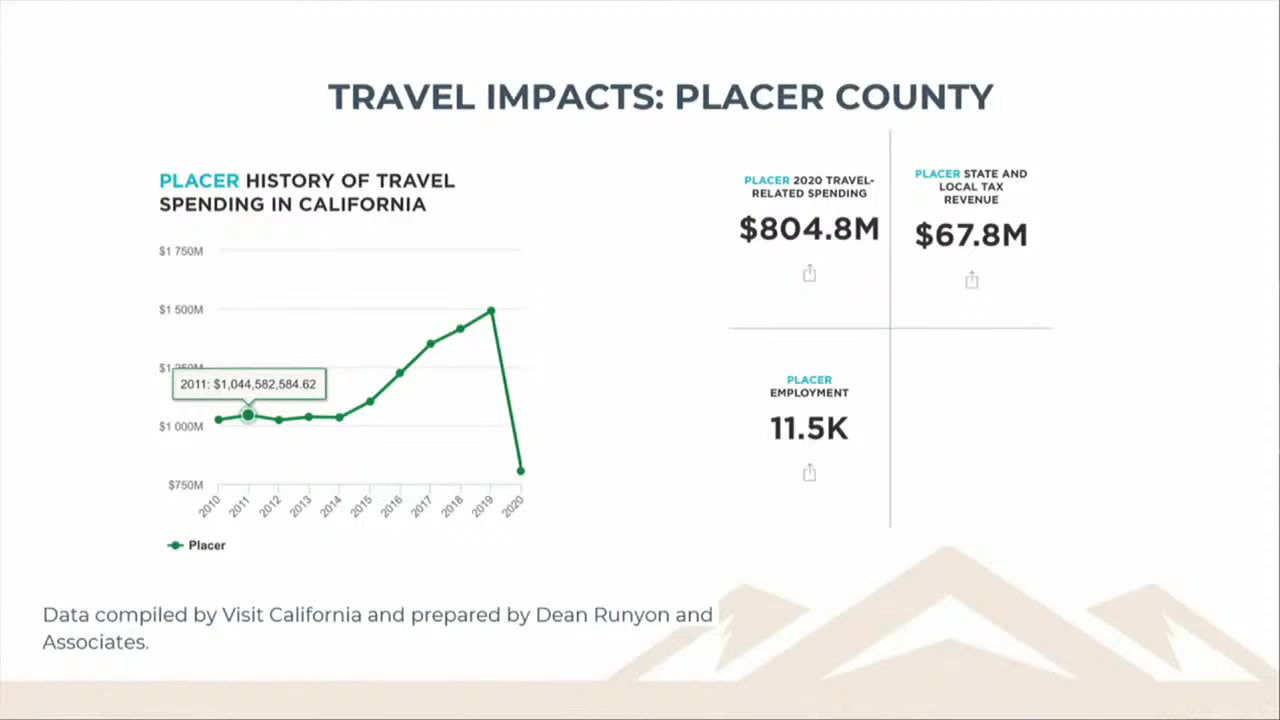 TRAVEL IMPACTS: PLACER COUNTY
PLACER HISTORY OF TRAVEL
SPENDING IN CALIFORNIA
$1 750M
$1 500M
$1 250M
2011: $1,044,582,584.62
$1 000M
$750M
2010
2011
2012
2013
2014
2015
2016
2017
2018
2019
2020
Placer
PLACER 2020 TRAVEL-
RELATED SPENDING
$804.8M
PLACER STATE AND
LOCAL TAX
REVENUE
$67.8M
PLACER
EMPLOYMENT
11.5K
Data compiled by Visit California and prepared by Dean Runyon and
Associates.